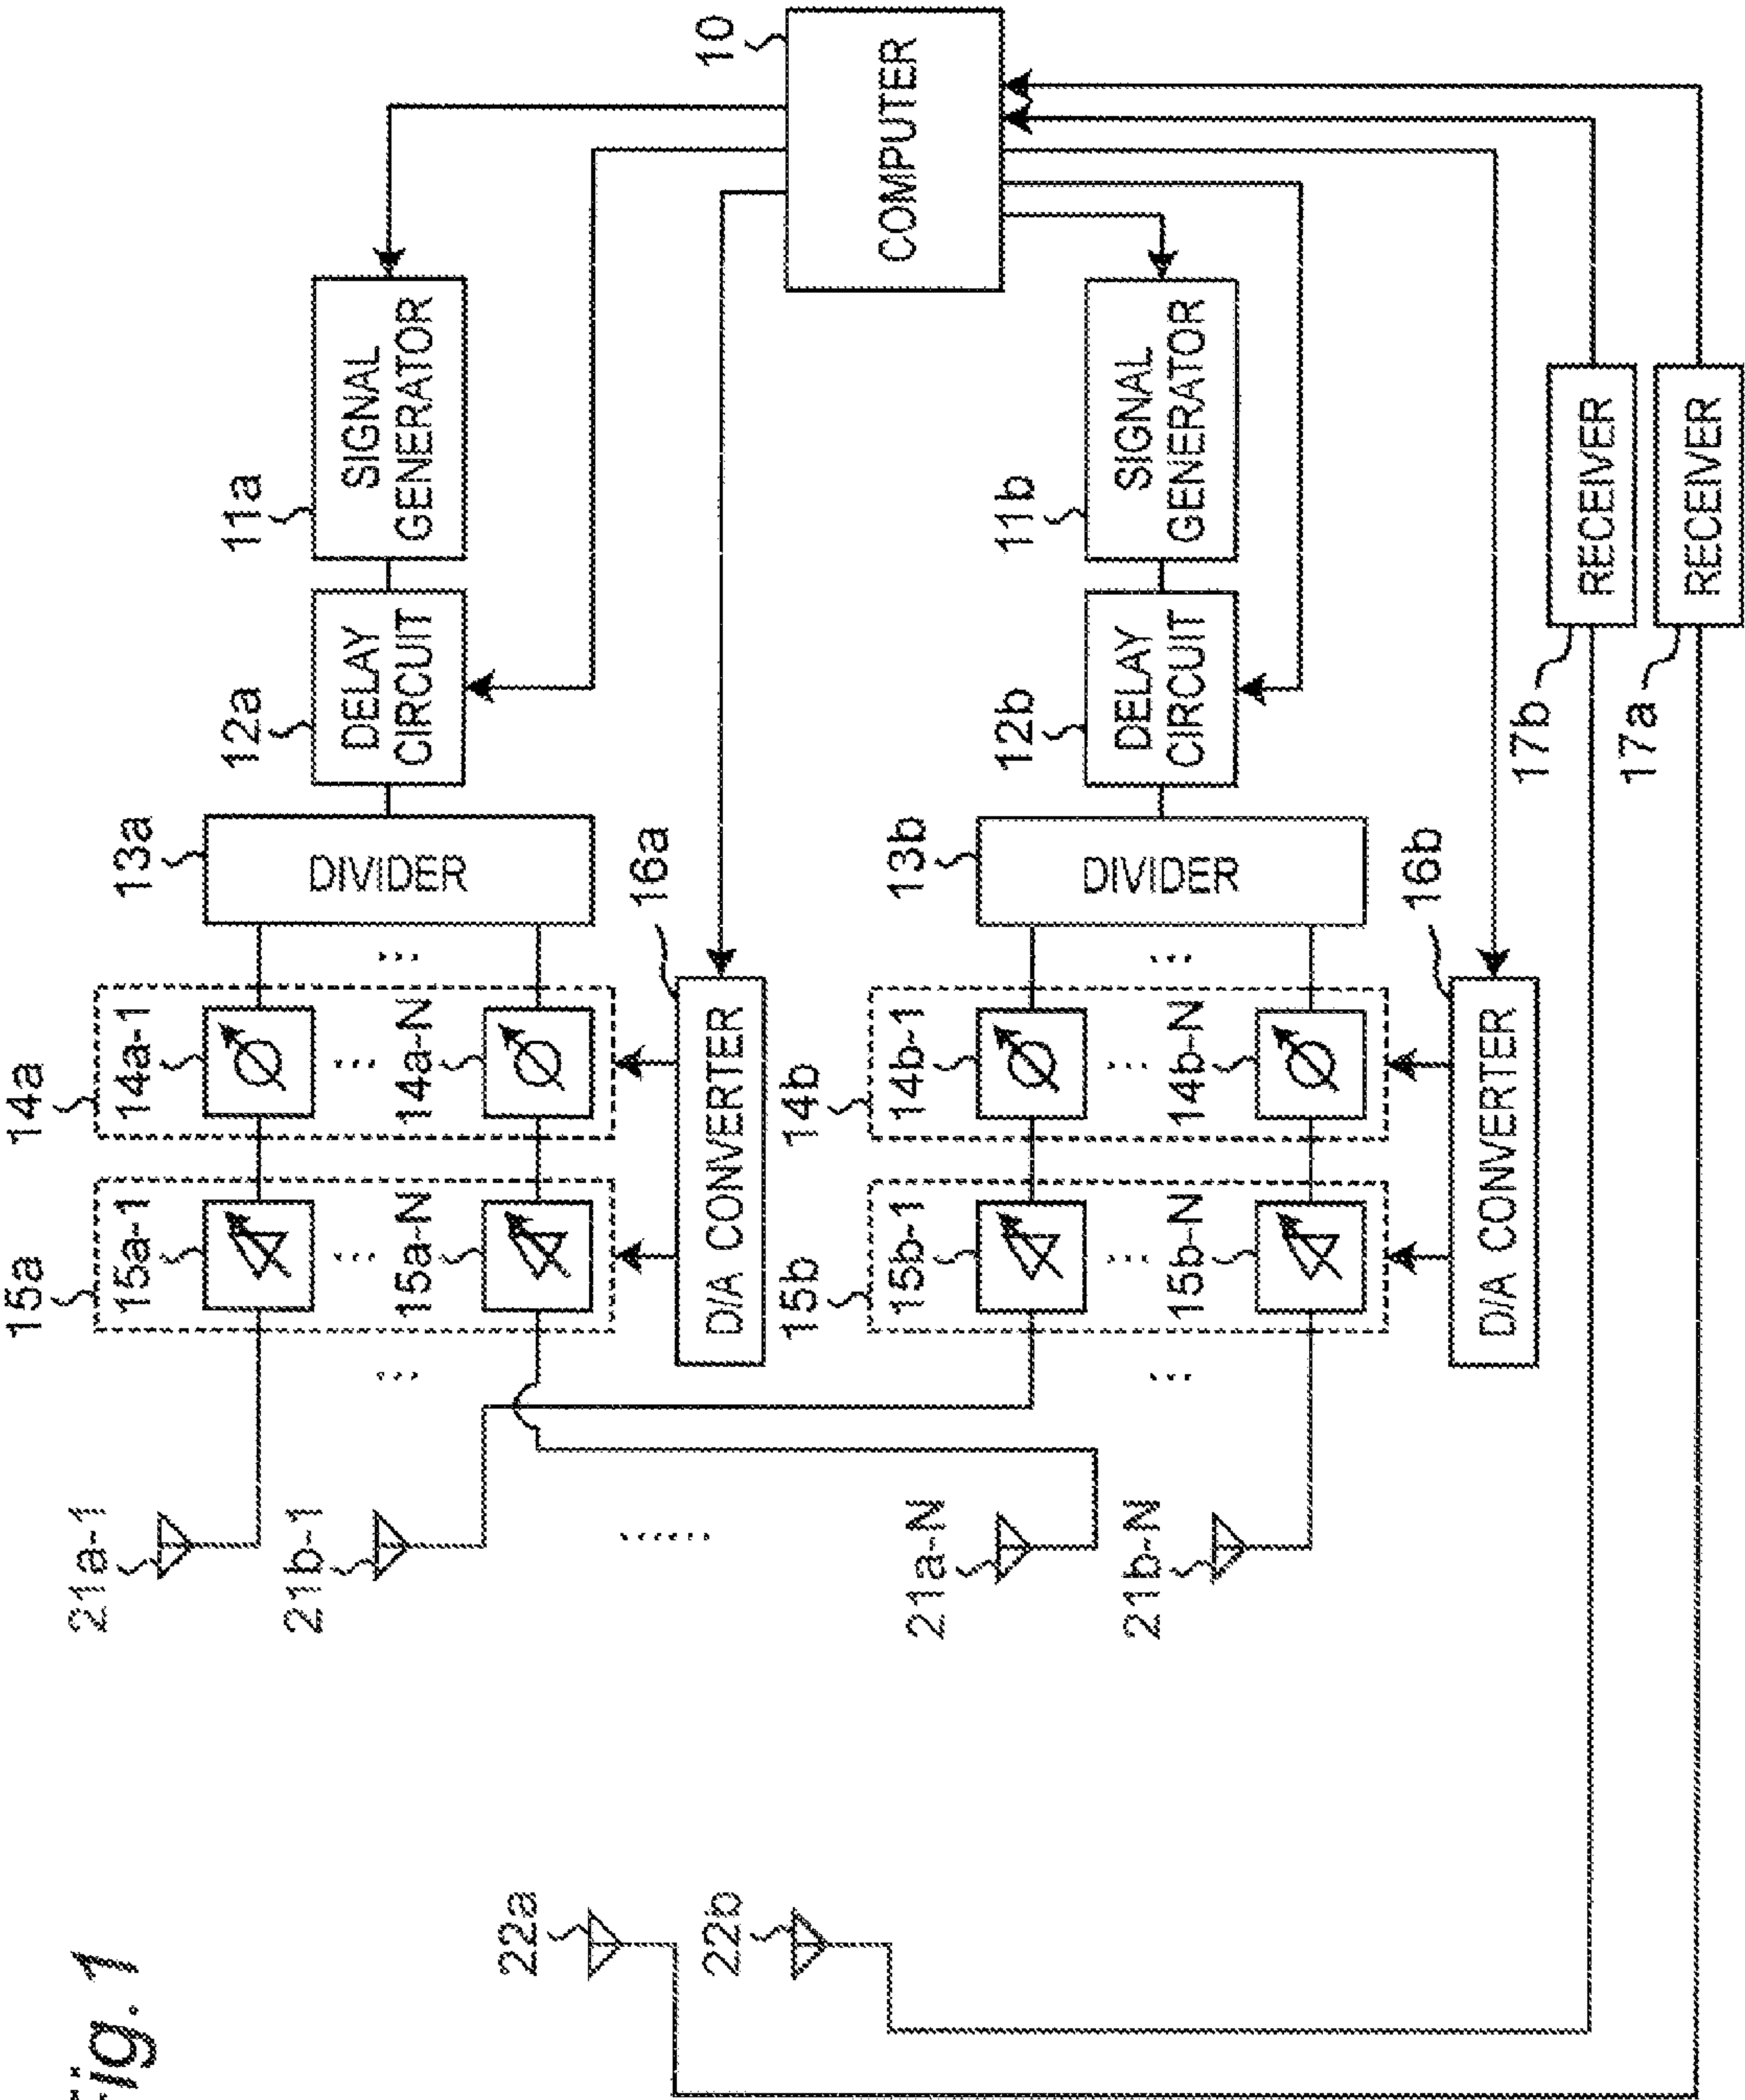 Fig. 1
21a-1
21b-1
21a-N
21b-N
22a
22b
15a
15a-1
15a-N
14a
14a-1
14a-N
13a
DIVIDER
12a
DELAY
CIRCUIT
11a
SIGNAL
GENERATOR
16a
D/A CONVERTER
10
COMPUTER
15b
15b-1
15b-N
14b
14b-1
14b-N
13b
DIVIDER
12b
DELAY
CIRCUIT
11b
SIGNAL
GENERATOR
16b
D/A CONVERTER
17b
RECEIVER
17a
RECEIVER